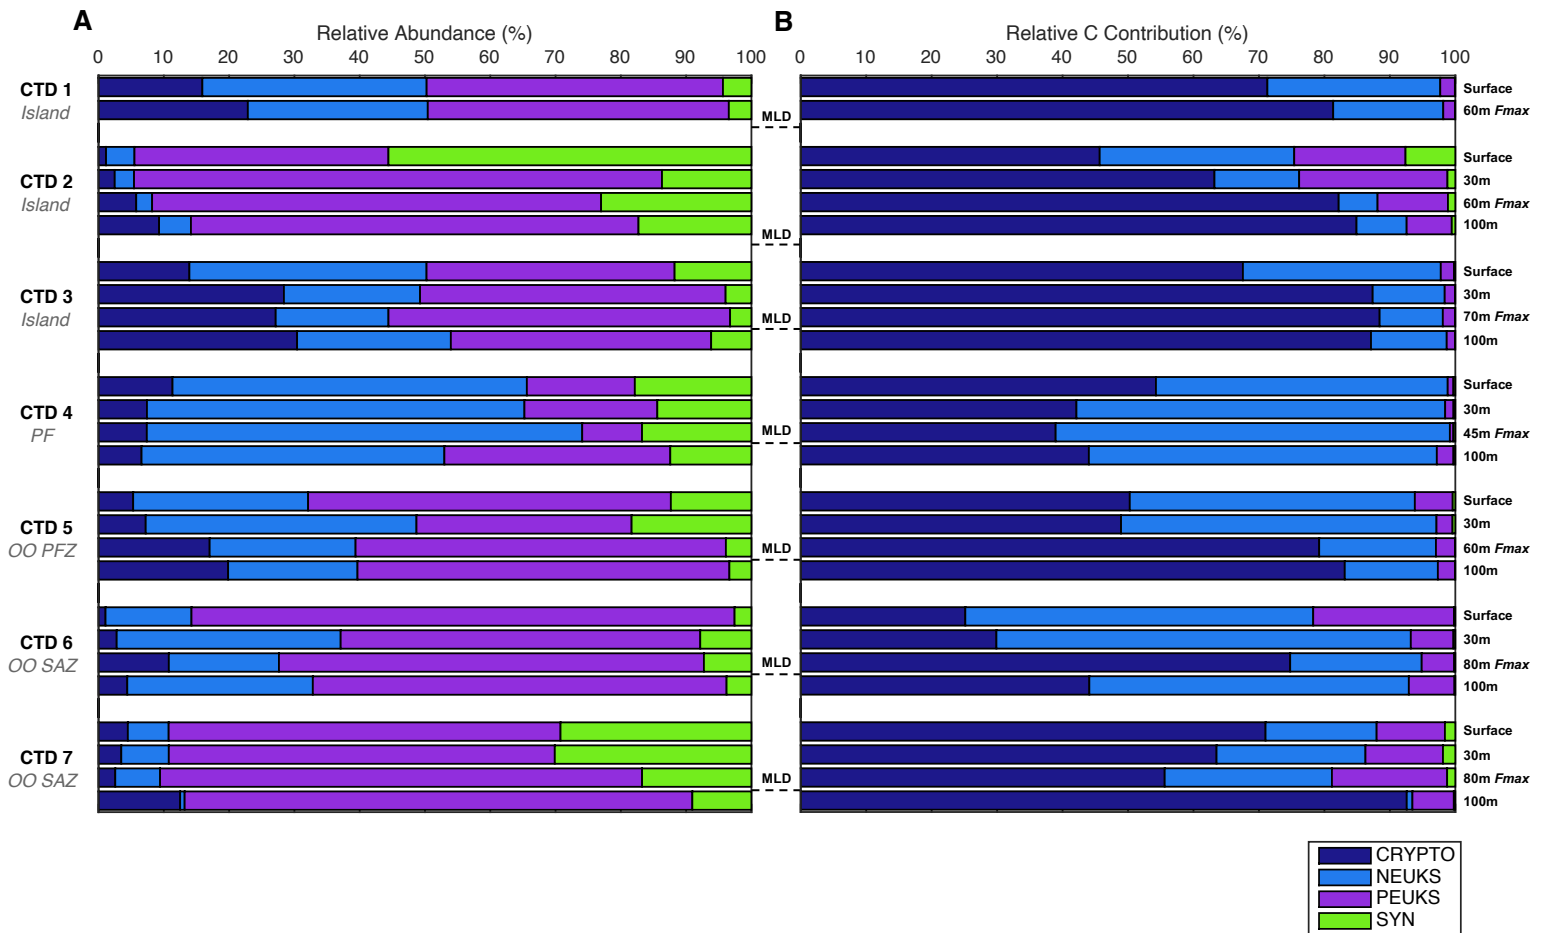 A
B
Relative Abundance (%)
Relative C Contribution (%)
0 10 20 30 40 50 60 70 80 90 100
0 10 20 30 40 50 60 70 80 90 100
CTD 1
Island
MLD
Surface
60m Fmax
CTD 2
Island
MLD
Surface
30m
60m Fmax
100m
CTD 3
Island
MLD
Surface
30m
70m Fmax
100m
CTD 4
PF
MLD
Surface
30m
45m Fmax
100m
CTD 5
OO PFZ
MLD
Surface
30m
60m Fmax
100m
CTD 6
OO SAZ
MLD
Surface
30m
80m Fmax
100m
CTD 7
OO SAZ
MLD
Surface
30m
80m Fmax
100m
CRYPTO
NEUKS
PEUKS
SYN